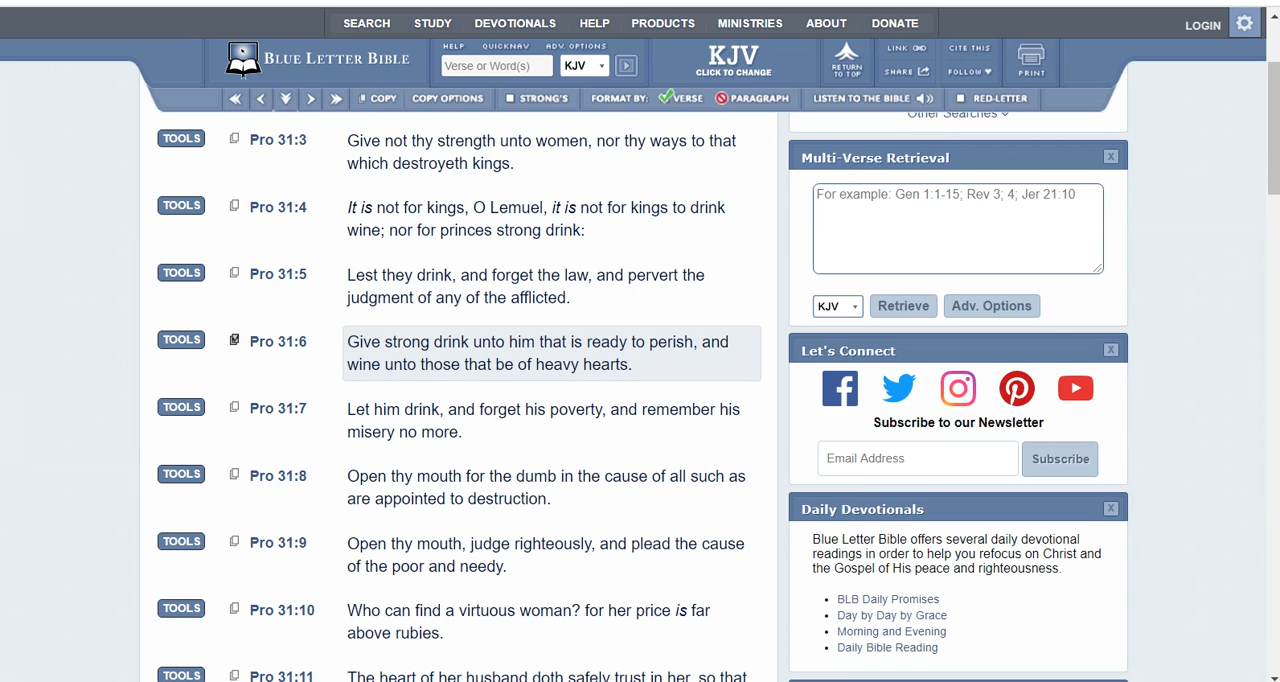 SEARCH STUDY DEVOTIONALS HELP PRODUCTS MINISTRIES ABOUT DONATE LOGIN
HELP QUICKNAV ADV. OPTIONS
BLUE LETTER BIBLE
Verse or Word(s) KJV
KJV
CLICK TO CHANGE
RETURN
TO TOP
LINK CITE THIS
SHARE FOLLOW
PRINT
COPY COPY OPTIONS STRONG'S FORMAT BY: VERSE PARAGRAPH LISTEN TO THE BIBLE RED-LETTER
TOOLS Pro 31:3 Give not thy strength unto women, nor thy ways to that
which destroyeth kings.
TOOLS Pro 31:4 It is not for kings, O Lemuel, it is not for kings to drink
wine; nor for princes strong drink:
TOOLS Pro 31:5 Lest they drink, and forget the law, and pervert the
judgment of any of the afflicted.
TOOLS Pro 31:6 Give strong drink unto him that is ready to perish, and
wine unto those that be of heavy hearts.
TOOLS Pro 31:7 Let him drink, and forget his poverty, and remember his
misery no more.
TOOLS Pro 31:8 Open thy mouth for the dumb in the cause of all such as
are appointed to destruction.
TOOLS Pro 31:9 Open thy mouth, judge righteously, and plead the cause
of the poor and needy.
TOOLS Pro 31:10 Who can find a virtuous woman? for her price is far
above rubies.
TOOLS Pro 31:11 The heart of her husband doth safely trust in her, so that
Other Searches
Multi-Verse Retrieval X
For example: Gen 1:1-15; Rev 3; 4; Jer 21:10
KJV Retrieve Adv. Options
Let's Connect X
Subscribe to our Newsletter
Email Address Subscribe
Daily Devotionals X
Blue Letter Bible offers several daily devotional
readings in order to help you refocus on Christ and
the Gospel of His peace and righteousness.
BLB Daily Promises
Day by Day by Grace
Morning and Evening
Daily Bible Reading